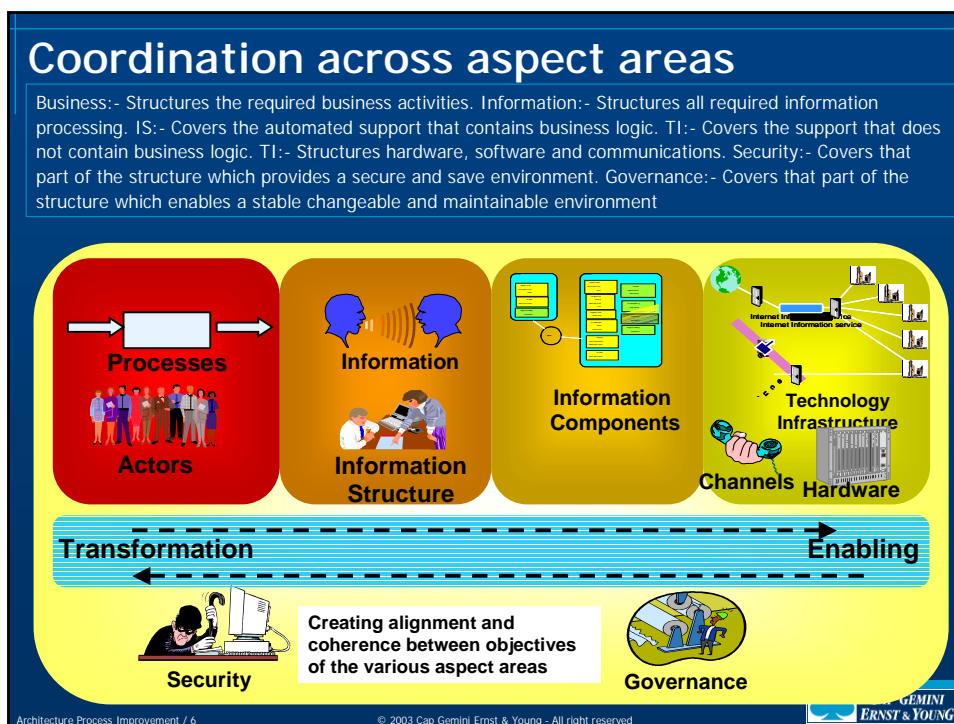 Coordination across aspect areas
Business:- Structures the required business activities. Information:- Structures all required information
processing. IS:- Covers the automated support that contains business logic. TI:- Covers the support that does
not contain business logic. TI:- Structures hardware, software and communications. Security:- Covers that
part of the structure which provides a secure and save environment. Governance:- Covers that part of the
structure which enables a stable changeable and maintainable environment
Processes
Actors
Information
Information
Structure
Information
Components
Internet Information service
Technology
Infrastructure
Channels
Hardware
Transformation
Enabling
Security
Creating alignment and
coherence between objectives
of the various aspect areas
Governance
Architecture Process Improvement / 6
© 2003 Cap Gemini Ernst & Young - All right reserved
GEMINI
ERNST & YOUNG